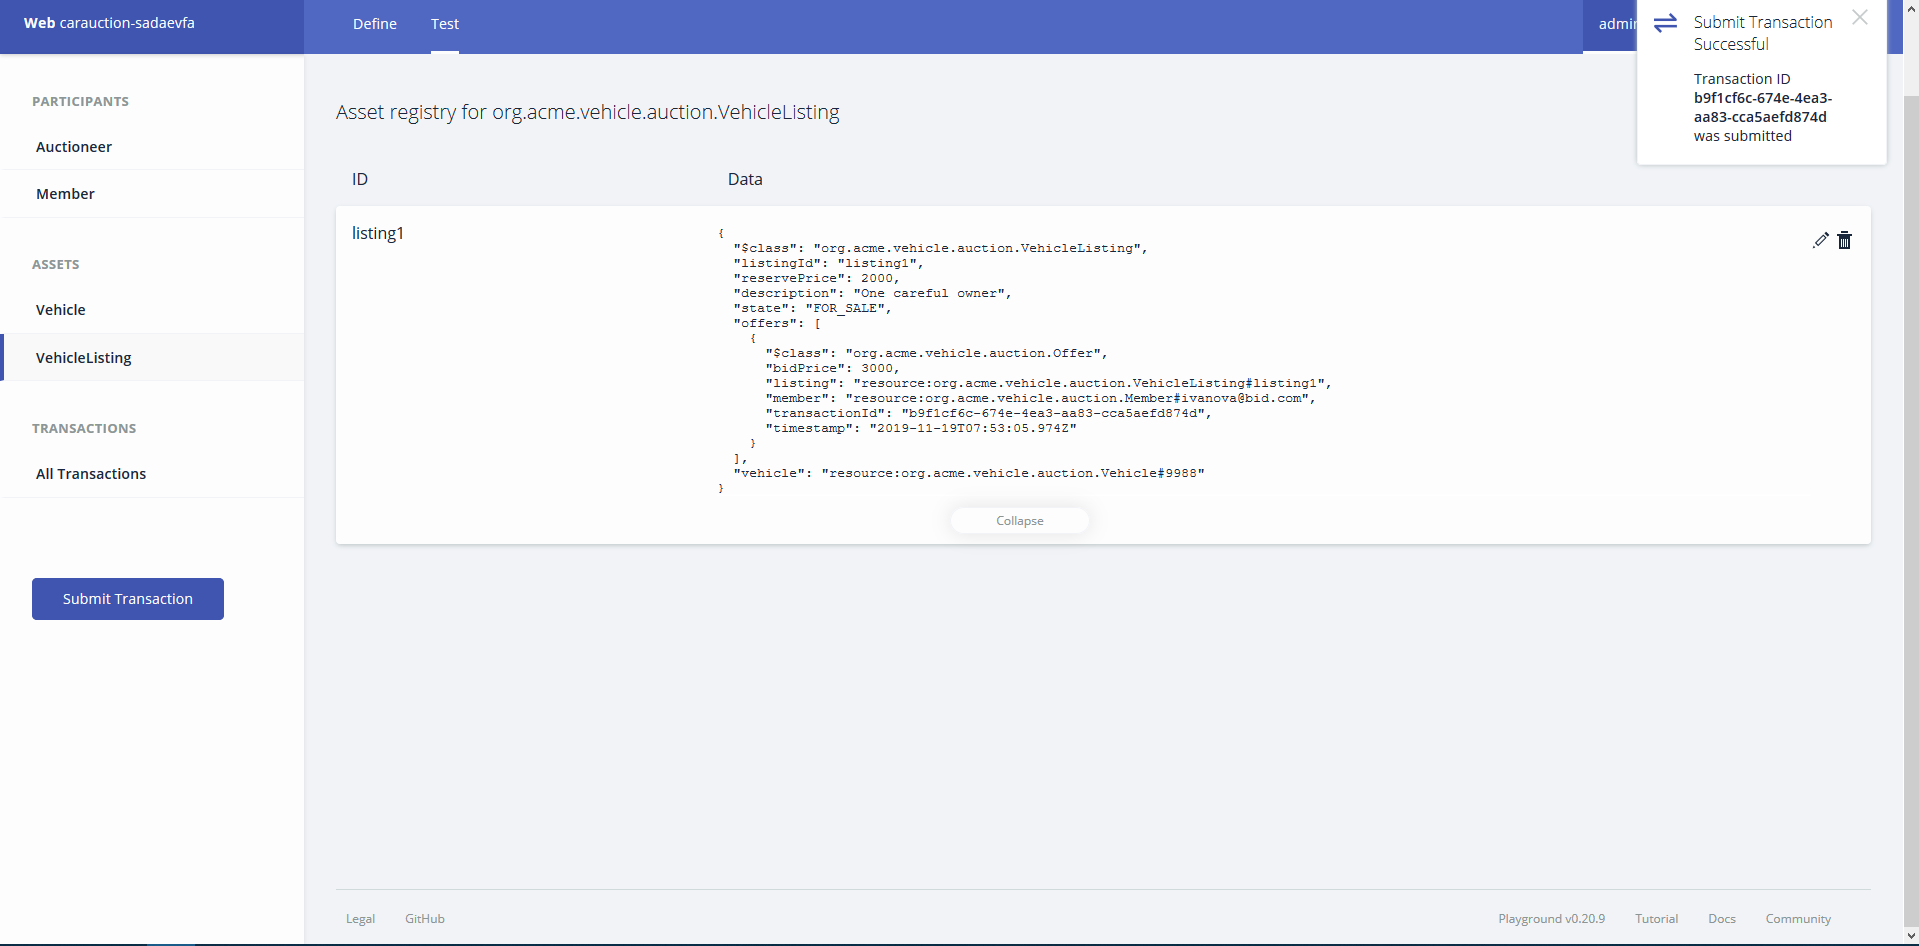 Web carauction-sadaevfa
Define
Test
Submit Transaction
Successful
Transaction ID
b9f1cf6c-674e-4ea3-
aa83-cca5aefd874d
was submitted
PARTICIPANTS
Auctioneer
Member
ASSETS
Vehicle
VehicleListing
TRANSACTIONS
All Transactions
Submit Transaction
Asset registry for org.acme.vehicle.auction.VehicleListing
ID
Data
listing1
{
"$class": "org.acme.vehicle.auction.VehicleListing",
"listingId": "listing1",
"reservePrice": 2000,
"description": "One careful owner",
"state": "FOR_SALE",
"offers": [
{
"$class": "org.acme.vehicle.auction.Offer",
"bidPrice": 3000,
"listing": "resource:org.acme.vehicle.auction.VehicleListing#listing1",
"member": "resource:org.acme.vehicle.auction.Member#ivanova@bid.com",
"transactionId": "b9f1cf6c-674e-4ea3-aa83-cca5aefd874d",
"timestamp": "2019-11-19T07:53:05.974Z"
}
],
"vehicle": "resource:org.acme.vehicle.auction.Vehicle#9988"
}
Collapse
Legal
GitHub
Playground v0.20.9
Tutorial
Docs
Community